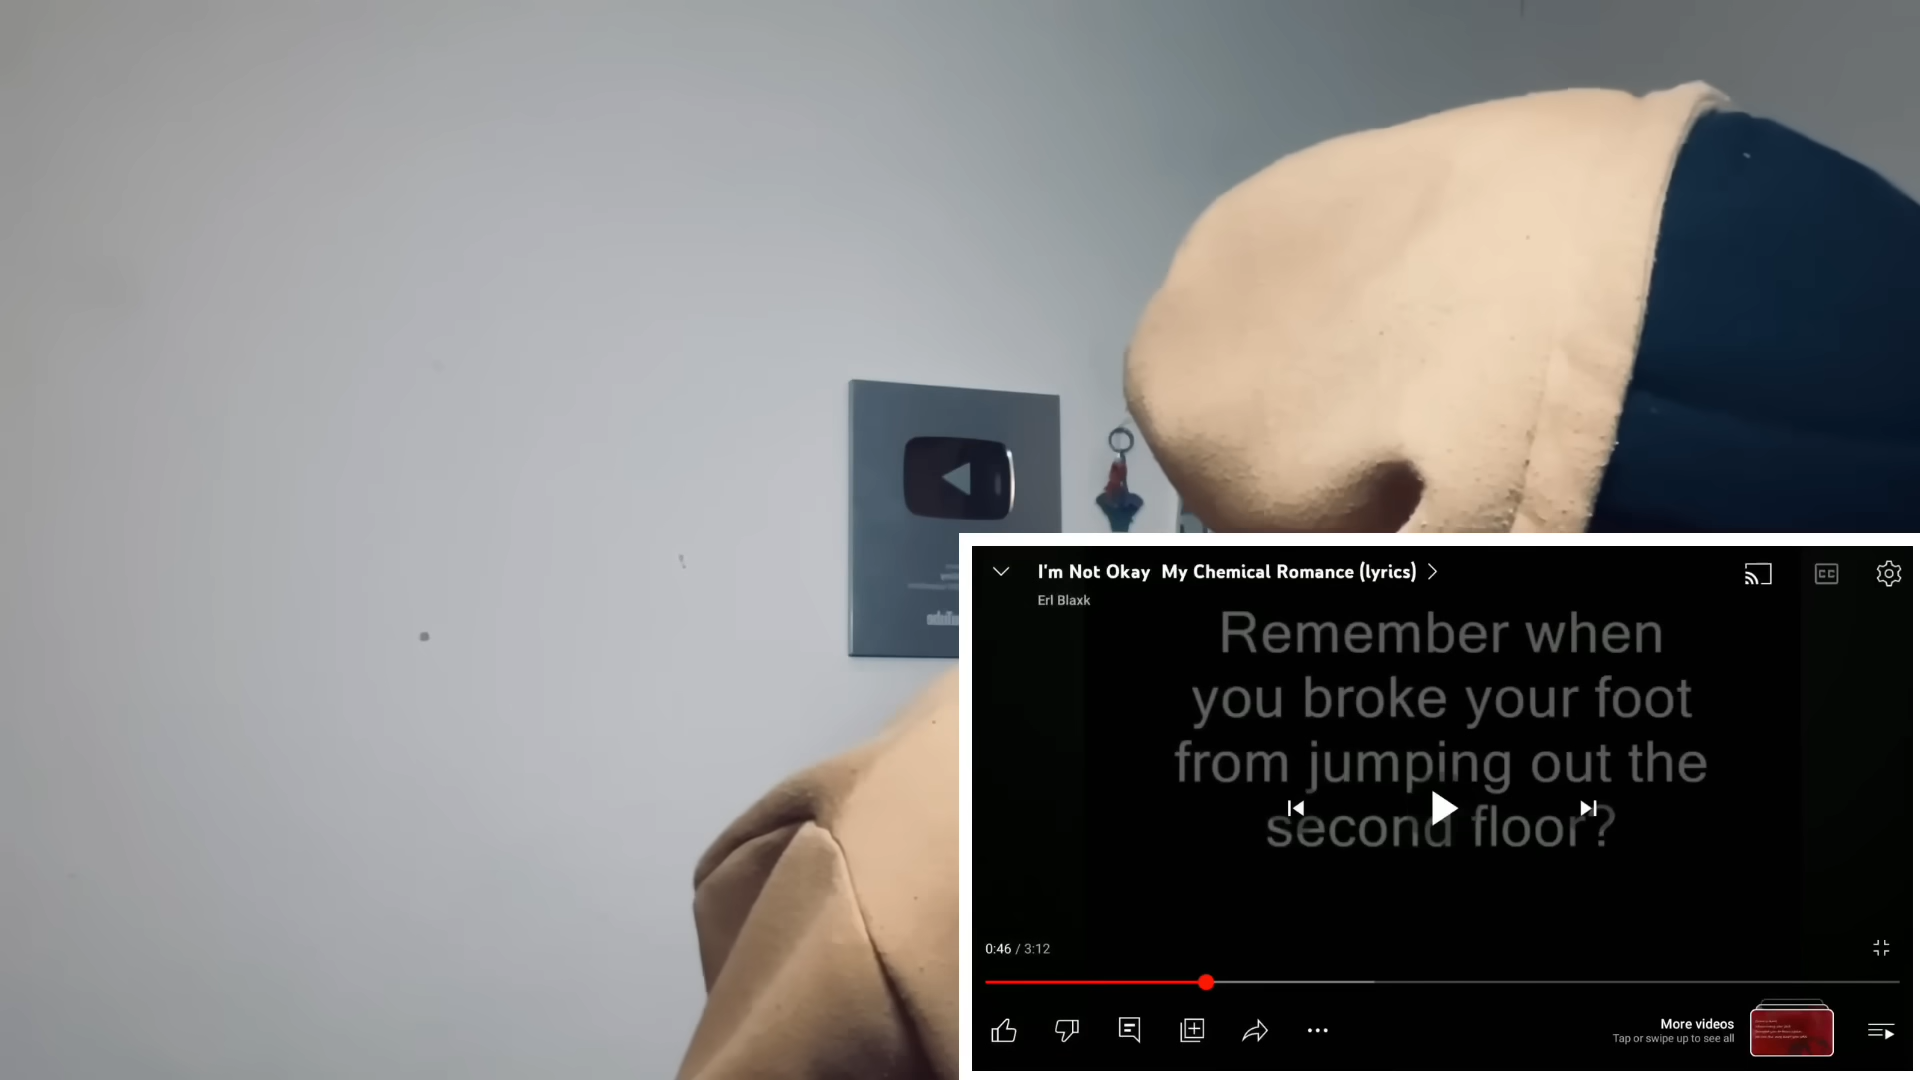 I'm Not Okay  My Chemical Romance (lyrics)
Erl Blaxk
CC
Remember when
you broke your foot
from jumping out the
second floor?
0:46 / 3:12
More videos
Tap or swipe up to see all